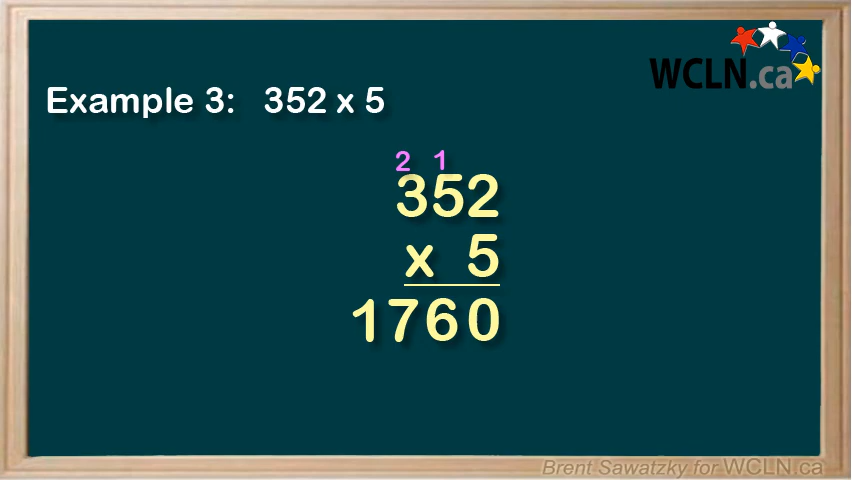 WCLN.ca
Example 3: 352 x 5
2 1
352
x 5
1760
Brent Sawatzky for WCLN.ca